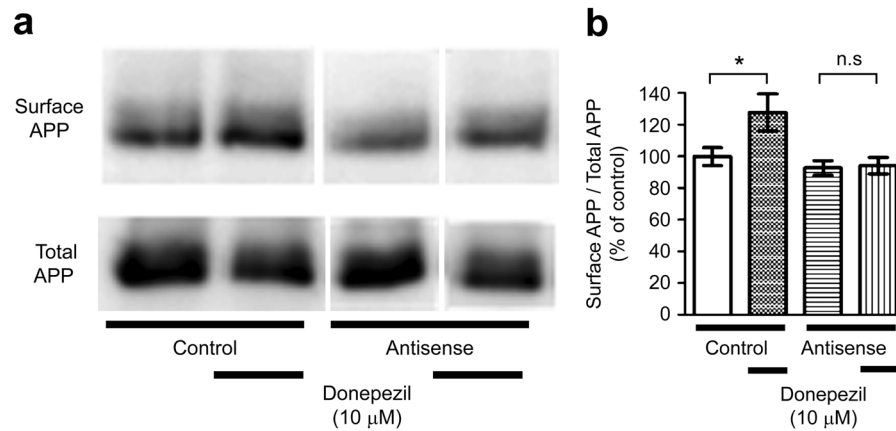 a
Surface
APP
Total
APP
Control
Antisense
Donepezil
(10 μM)
b
*
n.s
Surface APP / Total APP
(% of control)
140
120
100
80
60
40
20
0
Control
Antisense
Donepezil
(10 μM)